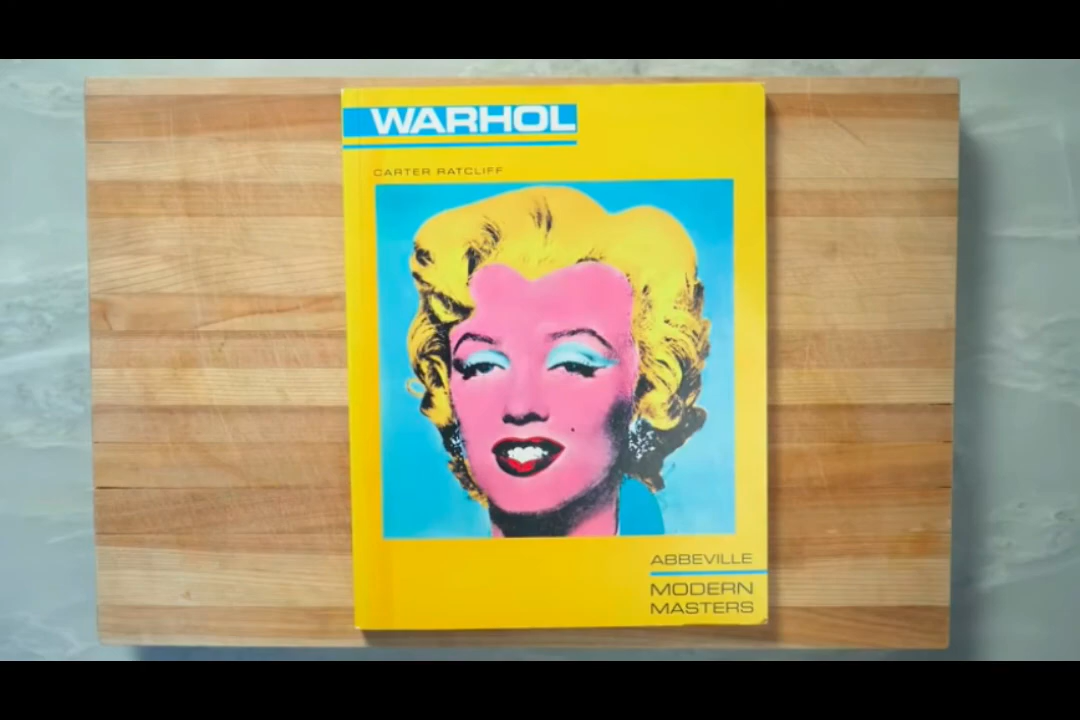 WARHOL
CARTER RATCLIFF
ABBEVILLE
MODERN
MASTERS